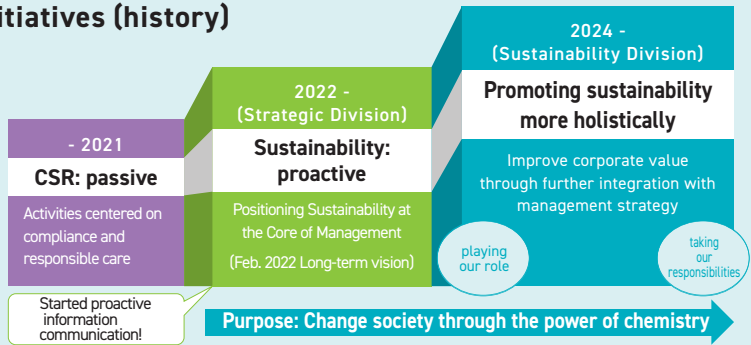 itiatives (history)
- 2021
CSR: passive
Activities centered on
compliance and
responsible care
Started proactive
information
communication!
2022 -
(Strategic Division)
Sustainability:
proactive
Positioning Sustainability at
the Core of Management
(Feb. 2022 Long-term vision)
2024 -
(Sustainability Division)
Promoting sustainability
more holistically
Improve corporate value
through further integration with
management strategy
playing
our role
taking
our
responsibilities
Purpose: Change society through the power of chemistry